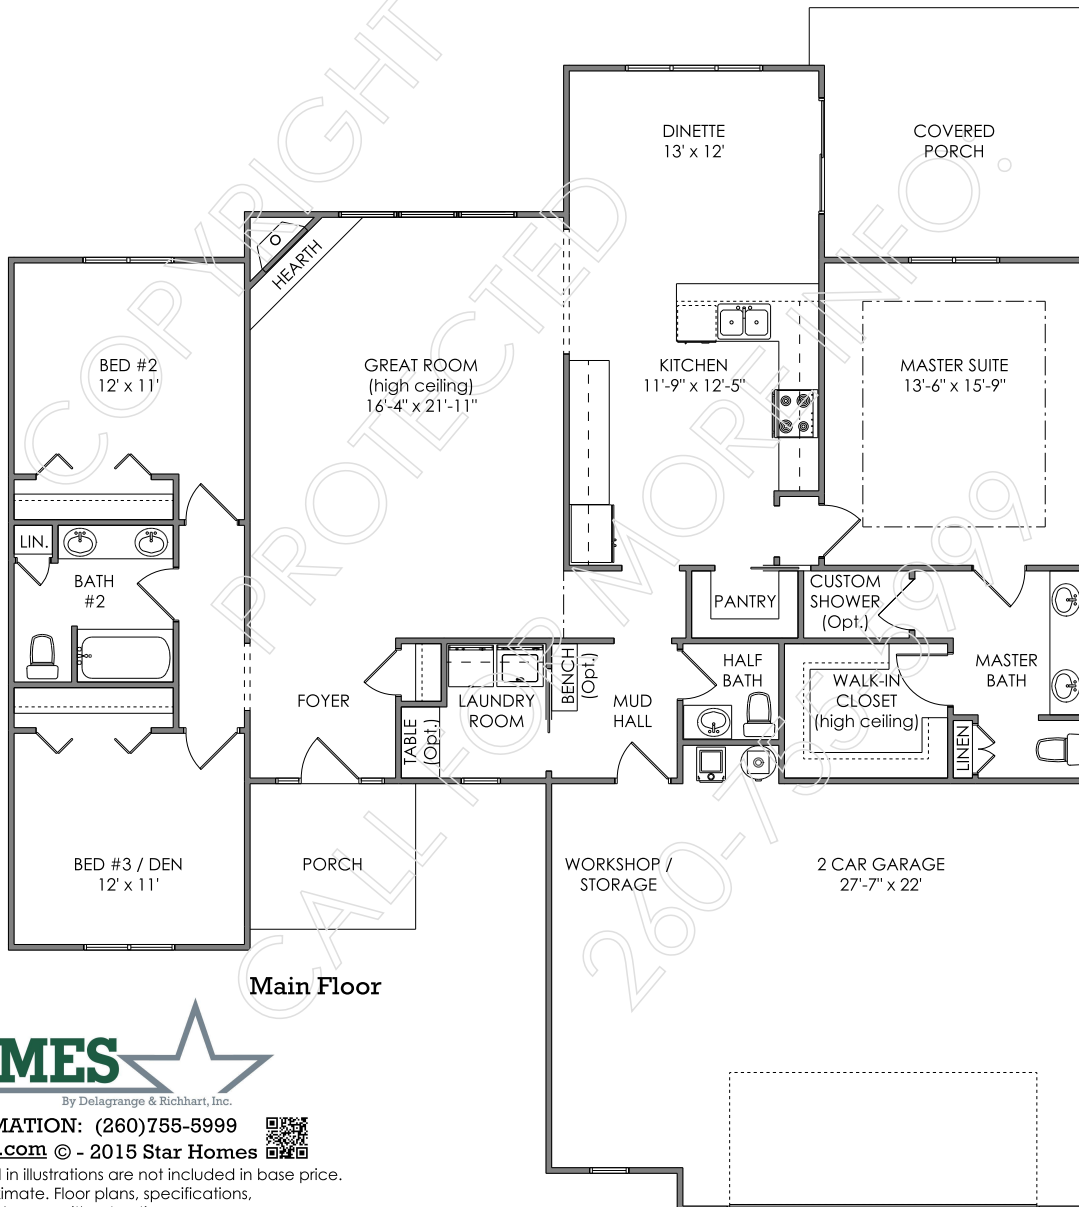 DINETTE
13' x 12'
COVERED
PORCH
HEARTH
BED #2
12' x 11'
GREAT ROOM
(high ceiling)
16'-4" x 21'-11"
KITCHEN
11'-9" x 12'-5"
MASTER SUITE
13'-6" x 15'-9"
LIN.
BATH
#2
PANTRY
CUSTOM
SHOWER
(Opt.)
FOYER
LAUNDRY
ROOM
BENCH
(Opt.)
TABLE
(Opt.)
MUD
HALL
HALF
BATH
WALK-IN
CLOSET
(high ceiling)
MASTER
BATH
LINEN
BED #3 / DEN
12' x 11'
PORCH
WORKSHOP /
STORAGE
2 CAR GARAGE
27'-7" x 22'
COPYRIGHT
PROTECTED
CALL FOR MORE INFO.
260-755-5999
Main Floor
MES
By Delagrange & Richhart, Inc.
MATION: (260)755-5999
.com © - 2015 Star Homes
in illustrations are not included in base price.
imate. Floor plans, specifications,